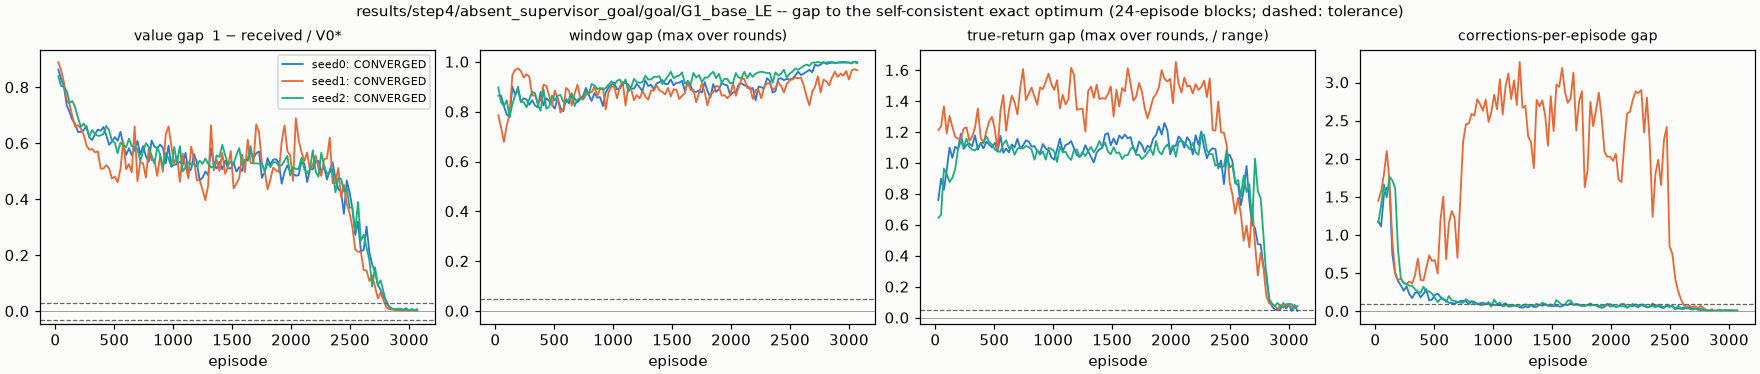 results/step4/absent_supervisor_goal/goal/G1_base_LE -- gap to the self-consistent exact optimum (24-episode blocks; dashed: tolerance)
value gap 1 − received / V0*
0.8
0.6
0.4
0.2
0.0
seed0: CONVERGED
seed1: CONVERGED
seed2: CONVERGED
0 500 1000 1500 2000 2500 3000
episode
window gap (max over rounds)
1.0
0.8
0.6
0.4
0.2
0.0
0 500 1000 1500 2000 2500 3000
episode
true-return gap (max over rounds, / range)
1.6
1.4
1.2
1.0
0.8
0.6
0.4
0.2
0.0
0 500 1000 1500 2000 2500 3000
episode
corrections-per-episode gap
3.0
2.5
2.0
1.5
1.0
0.5
0.0
0 500 1000 1500 2000 2500 3000
episode